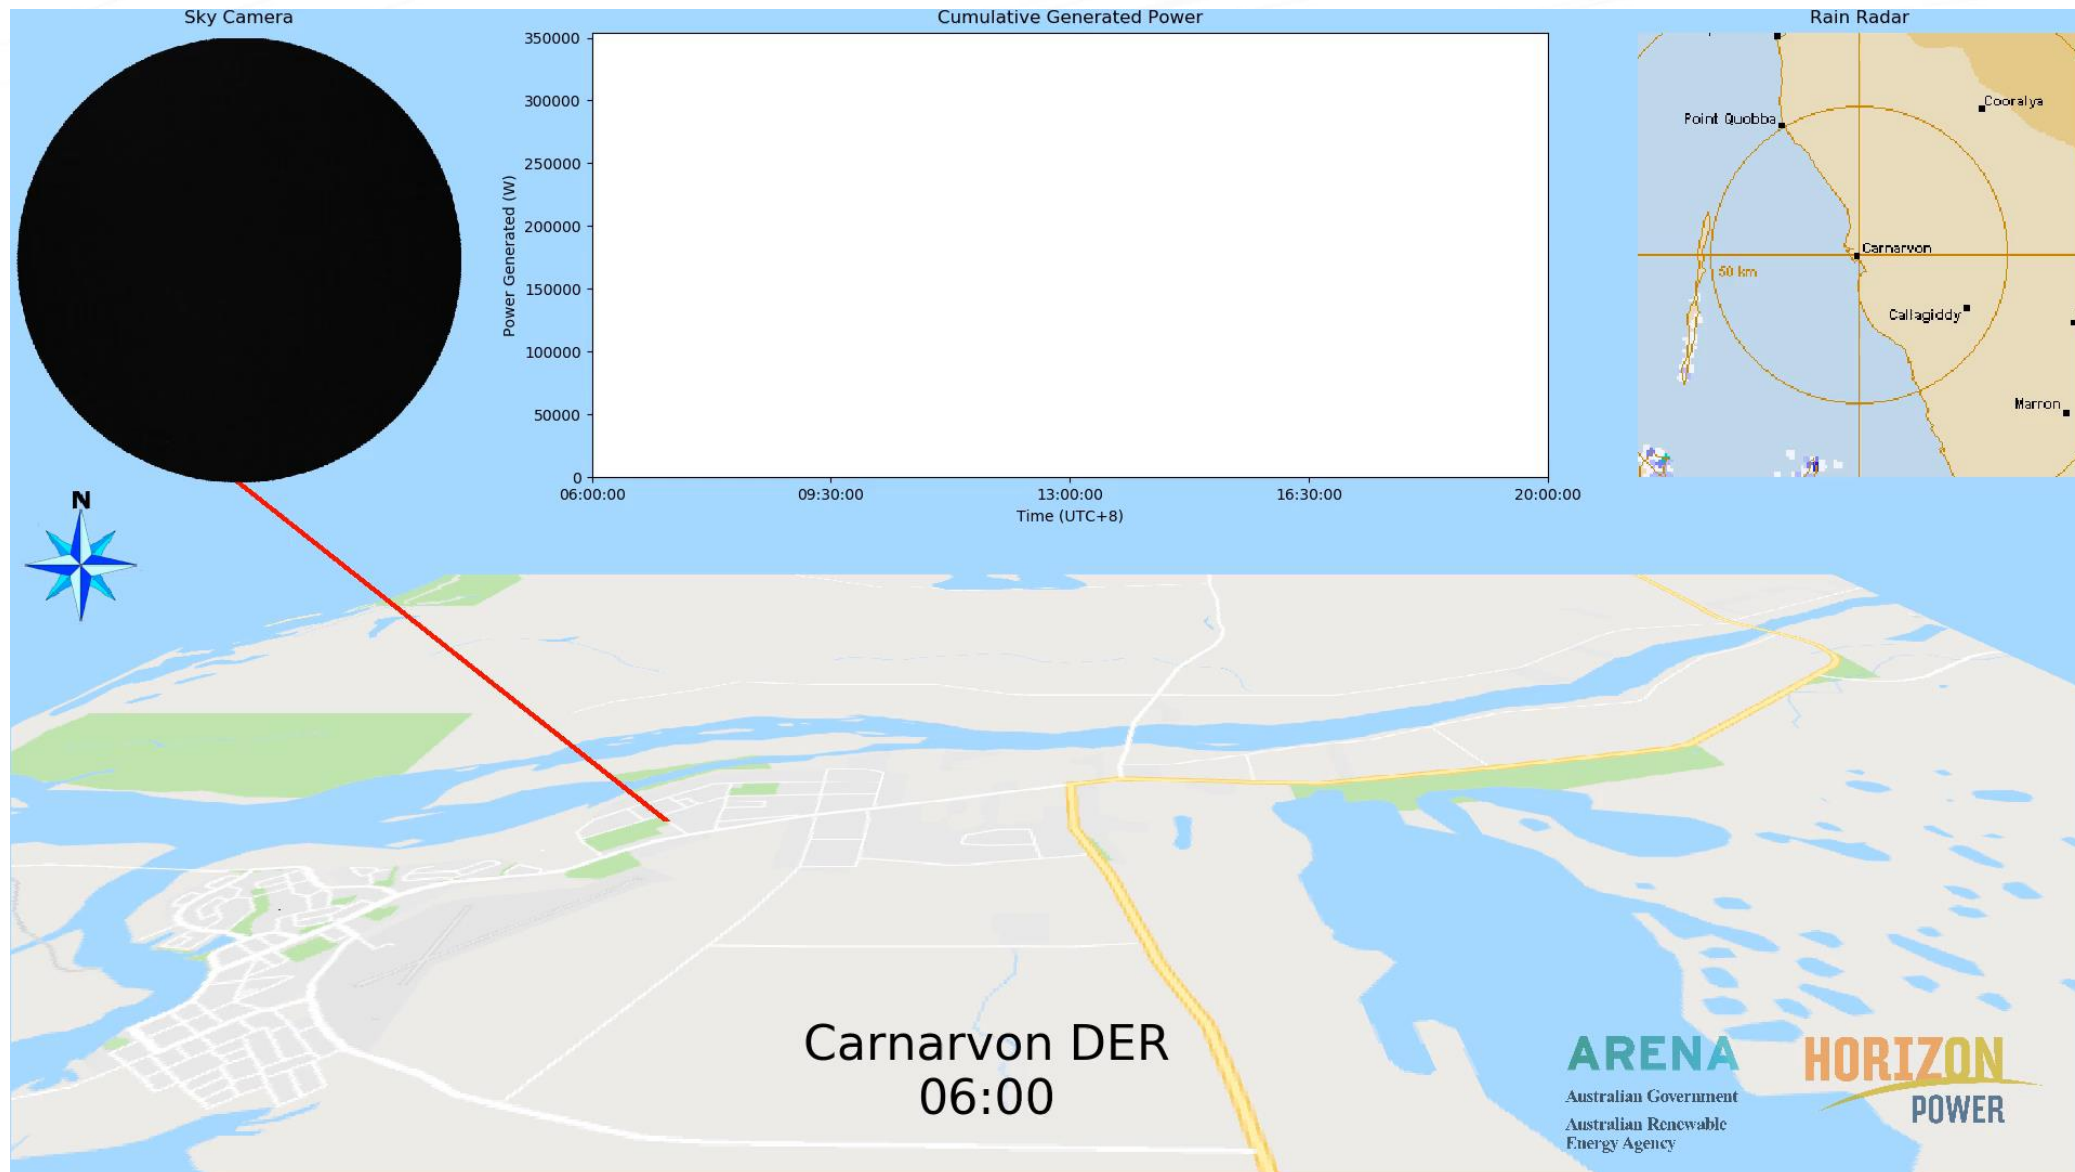 Sky Camera
Cumulative Generated Power
Rain Radar
350000
300000
250000
200000
150000
100000
50000
0
Power Generated (W)
06:00:00
09:30:00
13:00:00
16:30:00
20:00:00
Time (UTC+8)
Cooralya
Point Quobba
Carnarvon
50 km
Callagiddy
Marron
N
Carnarvon DER
06:00
ARENA
Australian Government
Australian Renewable
Energy Agency
HORIZON
POWER